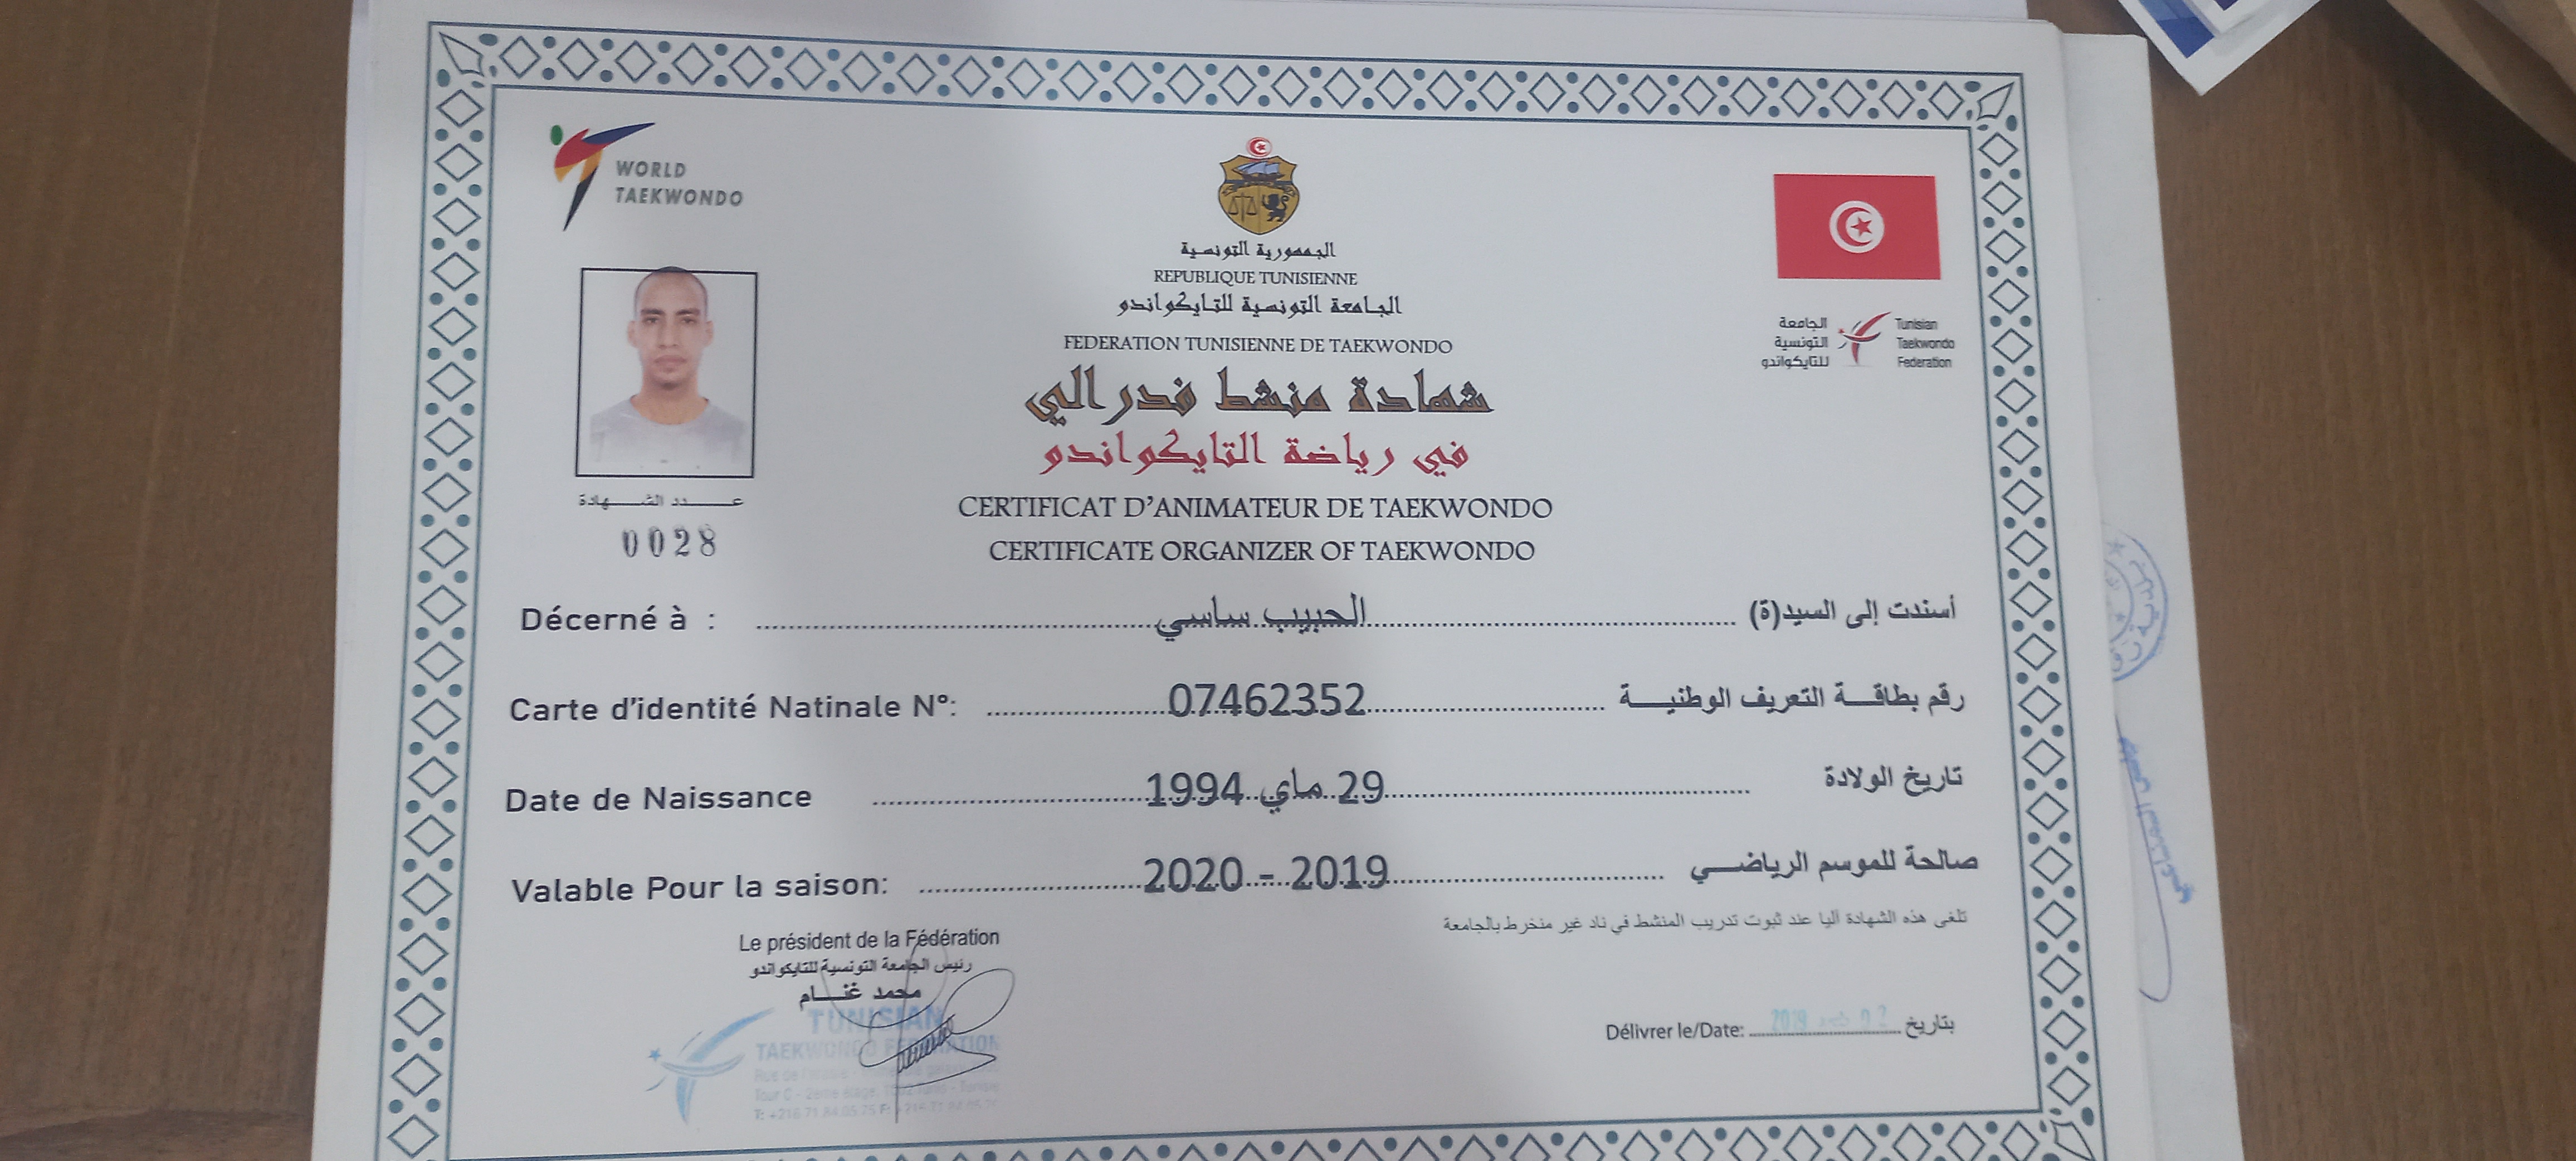 WORLD
TAEKWONDO
الجمهورية التونسية
REPUBLIQUE TUNISIENNE
الجامعة التونسية للتايكواندو
FEDERATION TUNISIENNE DE TAEKWONDO
الجامعة
التونسية
للتايكواندو
Tunisian
Taekwondo
Federation
شهادة منشط فدرالي
في رياضة التايكواندو
CERTIFICAT D'ANIMATEUR DE TAEKWONDO
CERTIFICATE ORGANIZER OF TAEKWONDO
عدد الشهادة
0028
Décerné à : الحبيب ساسي أسندت إلى السيد(ة)
Carte d'identité Natinale N°: 07462352 رقم بطاقة التعريف الوطنية
Date de Naissance 29 ماي 1994 تاريخ الولادة
Valable Pour la saison: 2020 - 2019 صالحة للموسم الرياضي
تلغى هذه الشهادة آليا عند ثبوت تدريب المنشط في ناد غير منخرط بالجامعة
Le président de la Fédération
رئيس الجامعة التونسية للتايكواندو
محمد غنام
TUNISIAN
TAEKWONDO FEDERATION
Délivrer le/Date: بتاريخ